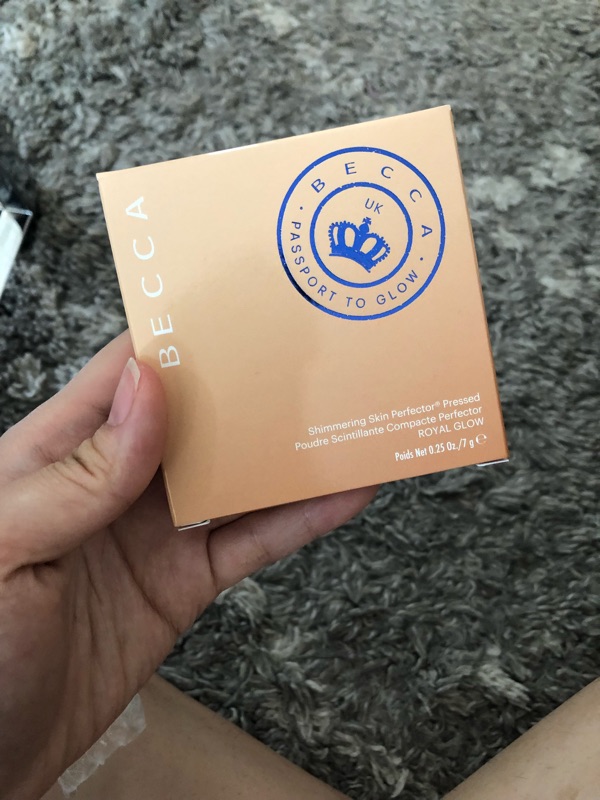 BECCA
BECCA
UK
· PASSPORT TO GLOW ·
Shimmering Skin Perfector® Pressed
Poudre Scintillante Compacte Perfector
ROYAL GLOW
Poids Net 0.25 Oz./7 g ℮